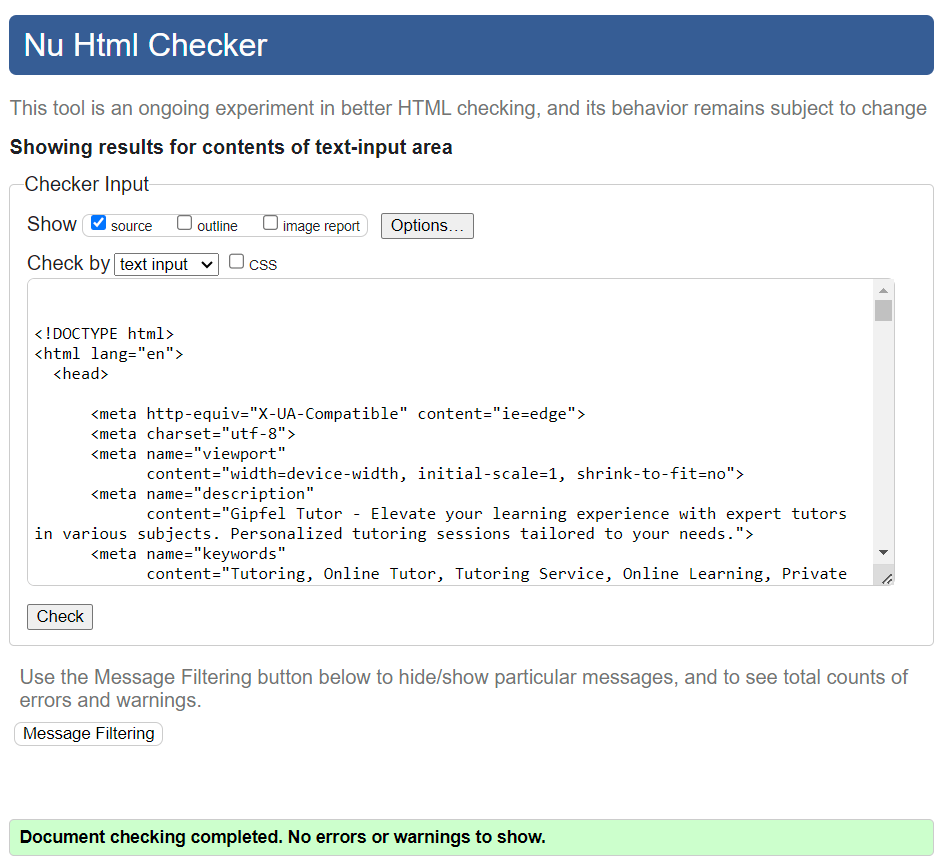 Nu Html Checker
This tool is an ongoing experiment in better HTML checking, and its behavior remains subject to change
Showing results for contents of text-input area
Checker Input
Show source outline image report Options...
Check by text input CSS
<!DOCTYPE html>
<html lang="en">
<head>
<meta http-equiv="X-UA-Compatible" content="ie=edge">
<meta charset="utf-8">
<meta name="viewport"
content="width=device-width, initial-scale=1, shrink-to-fit=no">
<meta name="description"
content="Gipfel Tutor - Elevate your learning experience with expert tutors
in various subjects. Personalized tutoring sessions tailored to your needs.">
<meta name="keywords"
content="Tutoring, Online Tutor, Tutoring Service, Online Learning, Private
Check
Use the Message Filtering button below to hide/show particular messages, and to see total counts of
errors and warnings.
Message Filtering
Document checking completed. No errors or warnings to show.